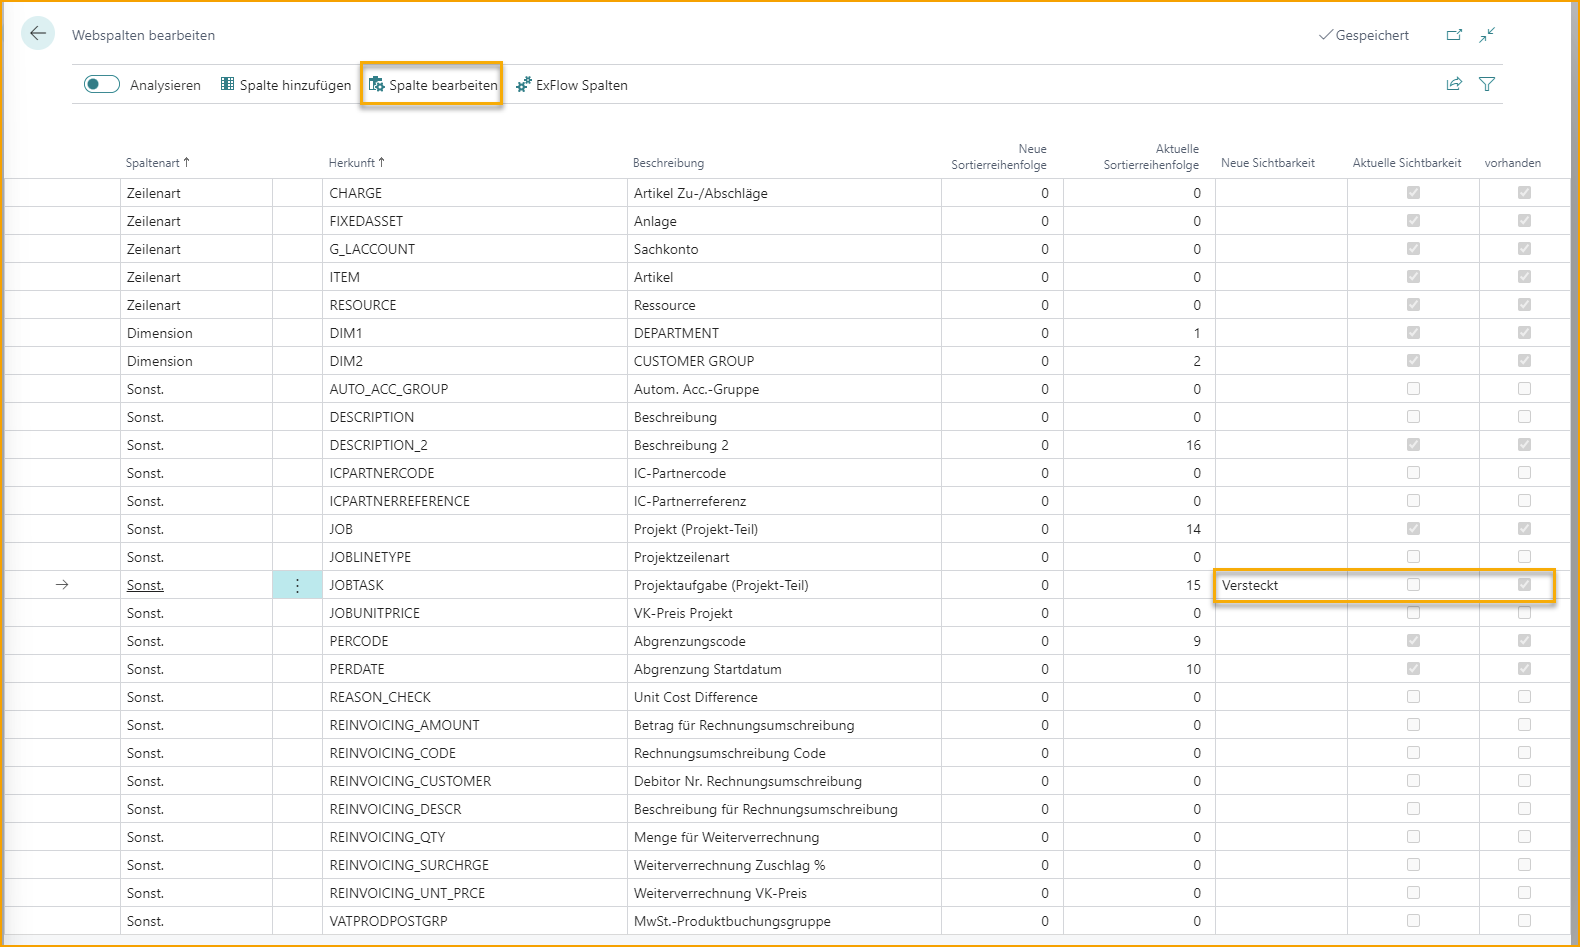 Webspalten bearbeiten
Gespeichert
Analysieren Spalte hinzufügen Spalte bearbeiten ExFlow Spalten
Spaltenart ↑ Herkunft ↑ Beschreibung Neue Sortierreihenfolge Aktuelle Sortierreihenfolge Neue Sichtbarkeit Aktuelle Sichtbarkeit vorhanden
Zeilenart CHARGE Artikel Zu-/Abschläge 0 0
Zeilenart FIXEDASSET Anlage 0 0
Zeilenart G_LACCOUNT Sachkonto 0 0
Zeilenart ITEM Artikel 0 0
Zeilenart RESOURCE Ressource 0 0
Dimension DIM1 DEPARTMENT 0 1
Dimension DIM2 CUSTOMER GROUP 0 2
Sonst. AUTO_ACC_GROUP Autom. Acc.-Gruppe 0 0
Sonst. DESCRIPTION Beschreibung 0 0
Sonst. DESCRIPTION_2 Beschreibung 2 0 16
Sonst. ICPARTNERCODE IC-Partnercode 0 0
Sonst. ICPARTNERREFERENCE IC-Partnerreferenz 0 0
Sonst. JOB Projekt (Projekt-Teil) 0 14
Sonst. JOBLINETYPE Projektzeilenart 0 0
Sonst. JOBTASK Projektaufgabe (Projekt-Teil) 0 15 Versteckt
Sonst. JOBUNITPRICE VK-Preis Projekt 0 0
Sonst. PERCODE Abgrenzungscode 0 9
Sonst. PERDATE Abgrenzung Startdatum 0 10
Sonst. REASON_CHECK Unit Cost Difference 0 0
Sonst. REINVOICING_AMOUNT Betrag für Rechnungsumschreibung 0 0
Sonst. REINVOICING_CODE Rechnungsumschreibung Code 0 0
Sonst. REINVOICING_CUSTOMER Debitor Nr. Rechnungsumschreibung 0 0
Sonst. REINVOICING_DESCR Beschreibung für Rechnungsumschreibung 0 0
Sonst. REINVOICING_QTY Menge für Weiterverrechnung 0 0
Sonst. REINVOICING_SURCHRGE Weiterverrechnung Zuschlag % 0 0
Sonst. REINVOICING_UNT_PRCE Weiterverrechnung VK-Preis 0 0
Sonst. VATPRODPOSTGRP MwSt.-Produktbuchungsgruppe 0 0